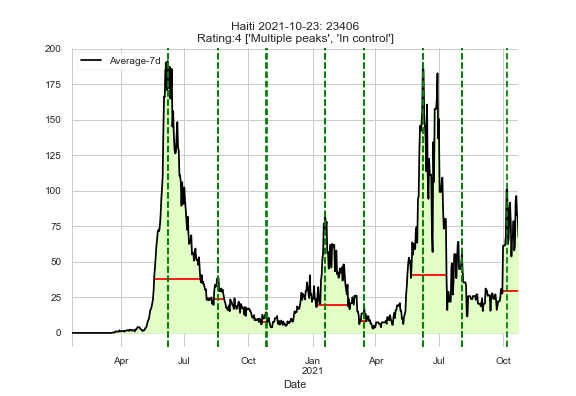 Haiti 2021-10-23: 23406
Rating:4 ['Multiple peaks', 'In control']
Average-7d
200
175
150
125
100
75
50
25
0
Apr Jul Oct Jan Apr Jul Oct
2021
Date